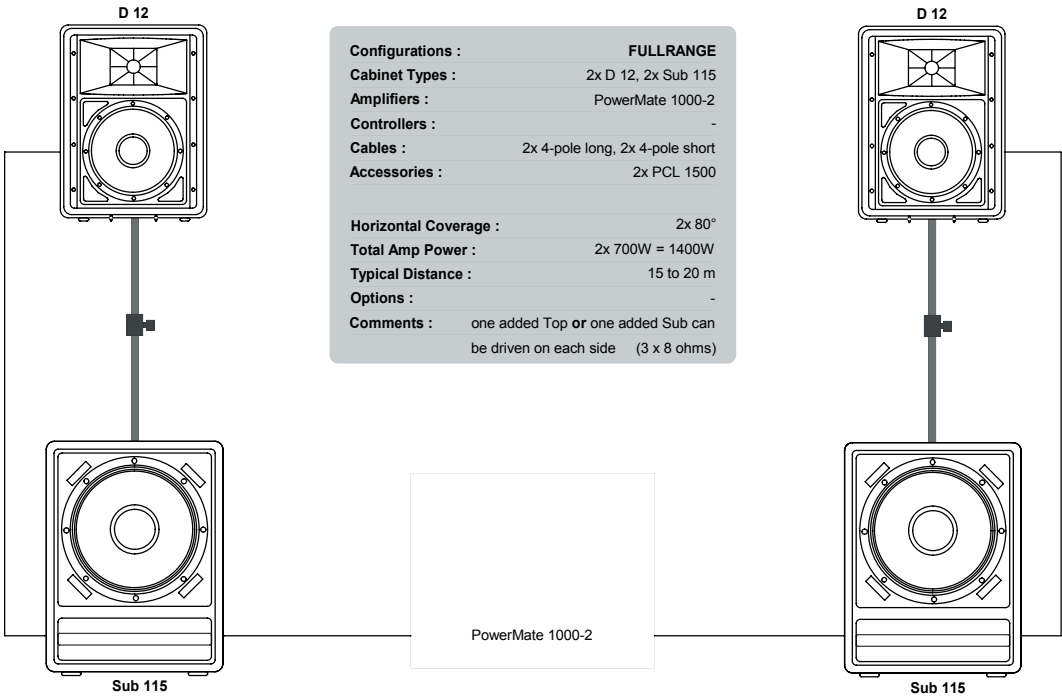 D 12
D 12
Configurations : FULLRANGE
Cabinet Types : 2x D 12, 2x Sub 115
Amplifiers : PowerMate 1000-2
Controllers : -
Cables : 2x 4-pole long, 2x 4-pole short
Accessories : 2x PCL 1500
Horizontal Coverage : 2x 80°
Total Amp Power : 2x 700W = 1400W
Typical Distance : 15 to 20 m
Options : -
Comments : one added Top or one added Sub can
be driven on each side (3 x 8 ohms)
PowerMate 1000-2
Sub 115
Sub 115